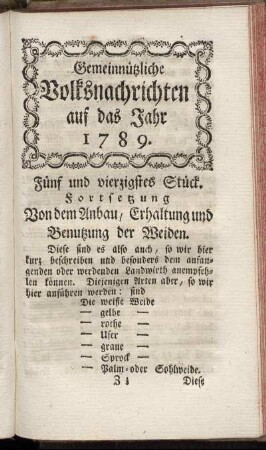 Gemeinnützliche
Volksnachrichten
auf das Jahr
1789.
Fünf und vierzigstes Stück.
Fortsetzung
Von dem Anbau, Erhaltung und
Benutzung der Weiden.
Diese sind es also auch, so wir hier
kurz beschreiben und besonders dem anfan-
genden oder werdenden Landwirth anempfeh-
len können. Diejenigen Arten aber, so wir
hier anführen werden: sind
Die weisse Weide
— gelbe —
— rothe —
— User —
— graue —
— Sprock —
— Palm- oder Sohlweide.
Z z Diese